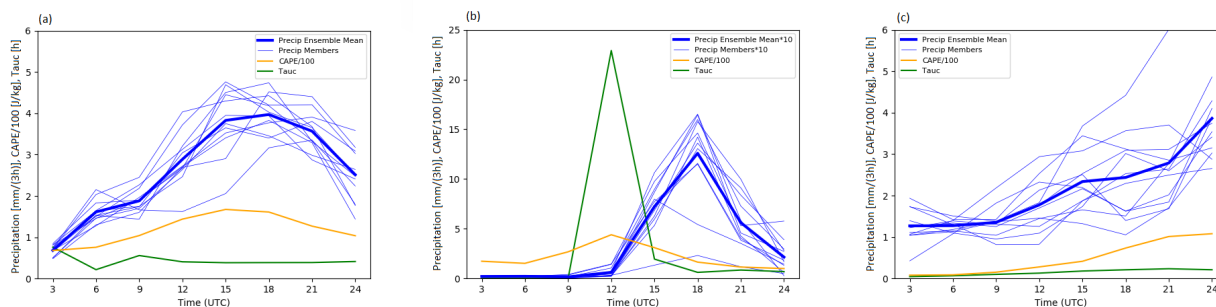 (a)
Precipitation [mm/(3h)], CAPE/100 [J/kg], Tauc [h]
6
5
4
3
2
1
0
Precip Ensemble Mean
Precip Members
CAPE/100
Tauc
3 6 9 12 15 18 21 24
Time (UTC)
(b)
Precipitation [mm/(3h)], CAPE/100 [J/kg], Tauc [h]
25
20
15
10
5
0
Precip Ensemble Mean*10
Precip Members*10
CAPE/100
Tauc
3 6 9 12 15 18 21 24
Time (UTC)
(c)
Precipitation [mm/(3h)], CAPE/100 [J/kg], Tauc [h]
6
5
4
3
2
1
0
Precip Ensemble Mean
Precip Members
CAPE/100
Tauc
3 6 9 12 15 18 21 24
Time (UTC)